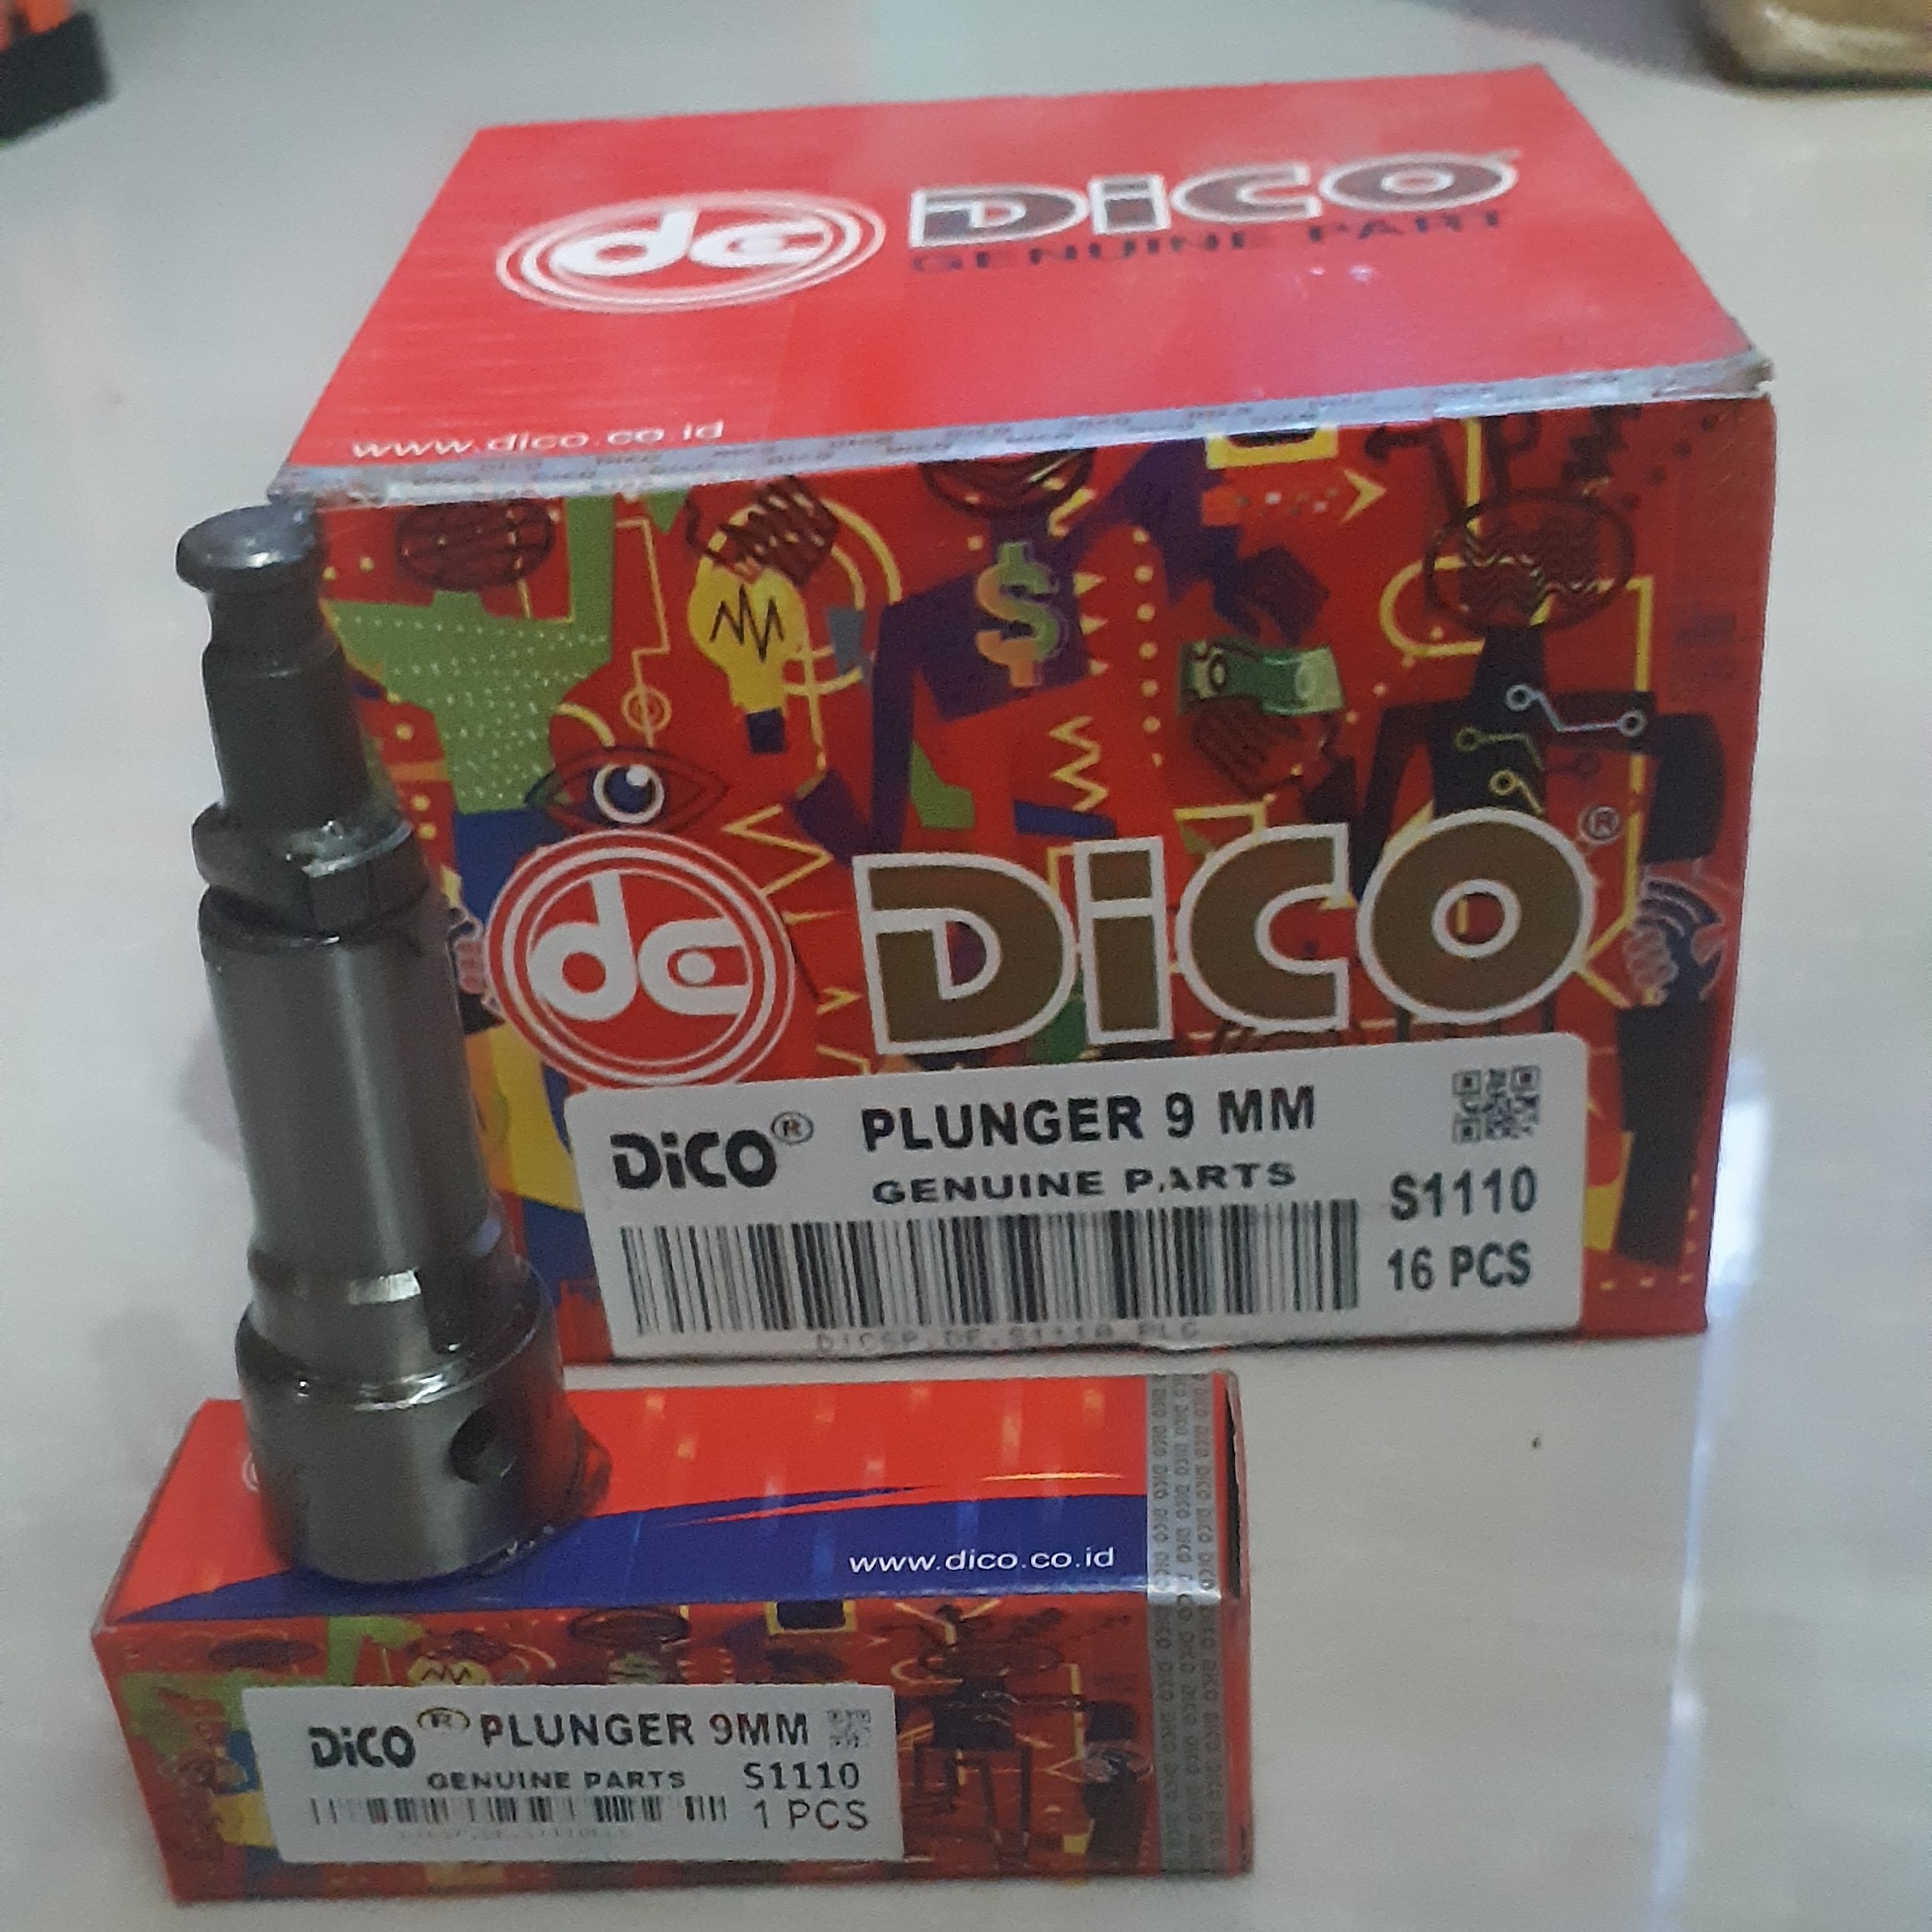 dc DiCO
GENUINE PART
www.dico.co.id
dc DiCO®
DiCO® PLUNGER 9 MM
GENUINE PARTS
S1110
16 PCS
www.dico.co.id
DiCO® PLUNGER 9MM
GENUINE PARTS S1110
1 PCS